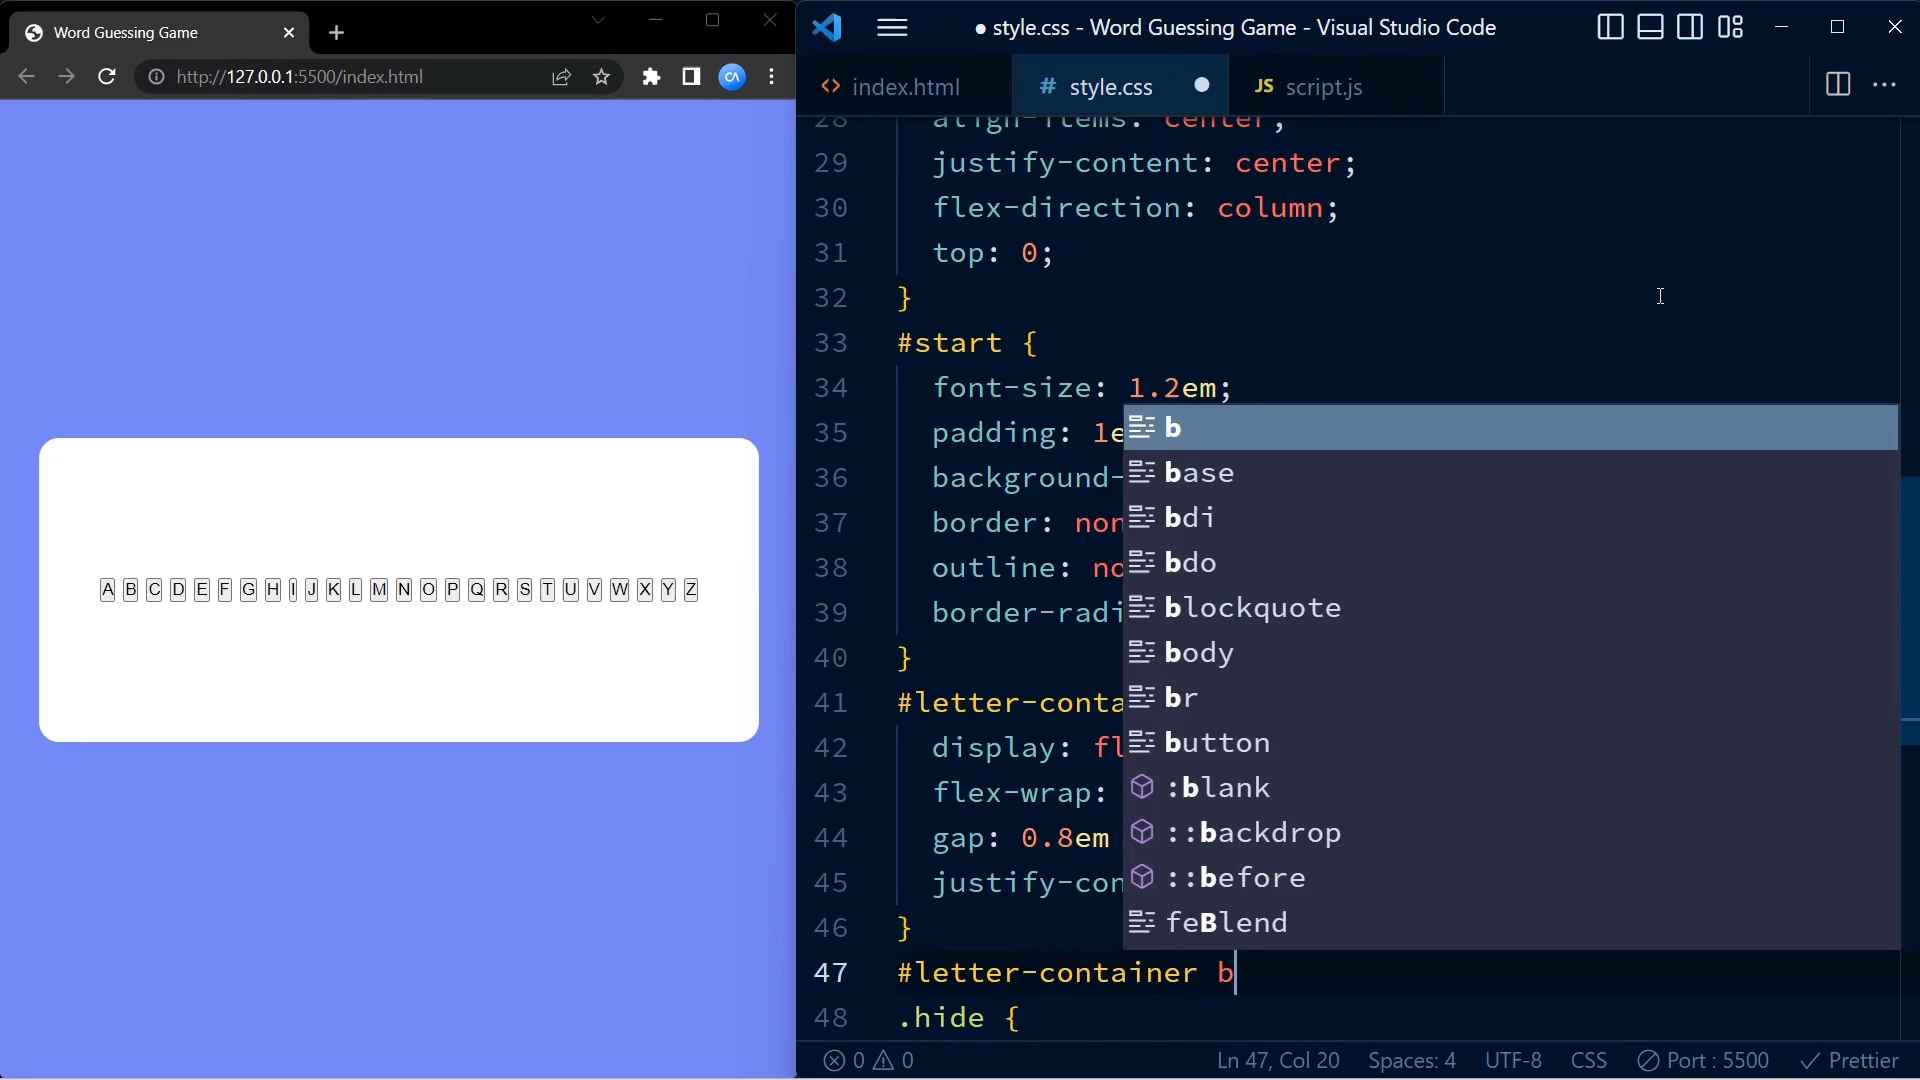 Word Guessing Game
http://127.0.0.1:5500/index.html
A B C D E F G H I J K L M N O P Q R S T U V W X Y Z
● style.css - Word Guessing Game - Visual Studio Code
<> index.html
# style.css
JS script.js
28 align-items: center;
29 justify-content: center;
30 flex-direction: column;
31 top: 0;
32 }
33 #start {
34 font-size: 1.2em;
35 padding: 1e
36 background-
37 border: non
38 outline: no
39 border-radi
40 }
41 #letter-conta
42 display: fl
43 flex-wrap:
44 gap: 0.8em
45 justify-con
46 }
47 #letter-container b
48 .hide {
b
base
bdi
bdo
blockquote
body
br
button
:blank
::backdrop
::before
feBlend
0 0
Ln 47, Col 20 Spaces: 4 UTF-8 CSS Port : 5500 Prettier